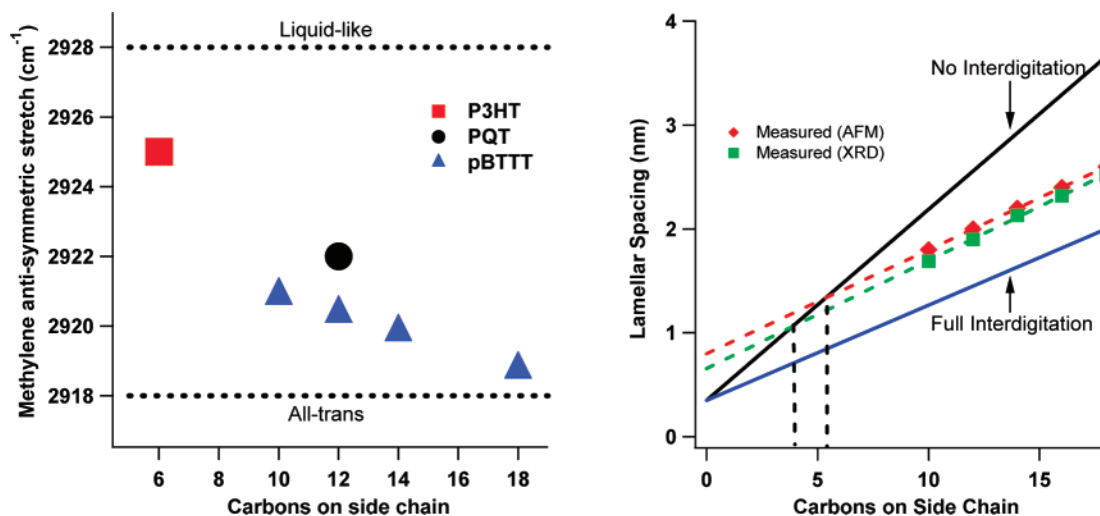 Methylene anti-symmetric stretch (cm⁻¹)
2928
2926
2924
2922
2920
2918
Liquid-like
P3HT
PQT
pBTTT
All-trans
6
8
10
12
14
16
18
Carbons on side chain
Lamellar Spacing (nm)
4
3
2
1
0
No Interdigitation
Measured (AFM)
Measured (XRD)
Full Interdigitation
0
5
10
15
Carbons on Side Chain